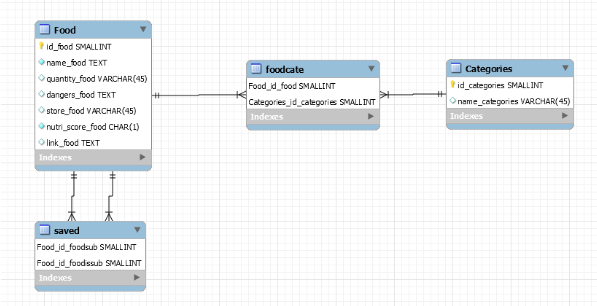 Food
id_food SMALLINT
name_food TEXT
quantity_food VARCHAR(45)
dangers_food TEXT
store_food VARCHAR(45)
nutri_score_food CHAR(1)
link_food TEXT
Indexes
foodcate
Food_id_food SMALLINT
Categories_id_categories SMALLINT
Indexes
Categories
id_categories SMALLINT
name_categories VARCHAR(45)
Indexes
saved
Food_id_foodsub SMALLINT
Food_id_foodissub SMALLINT
Indexes